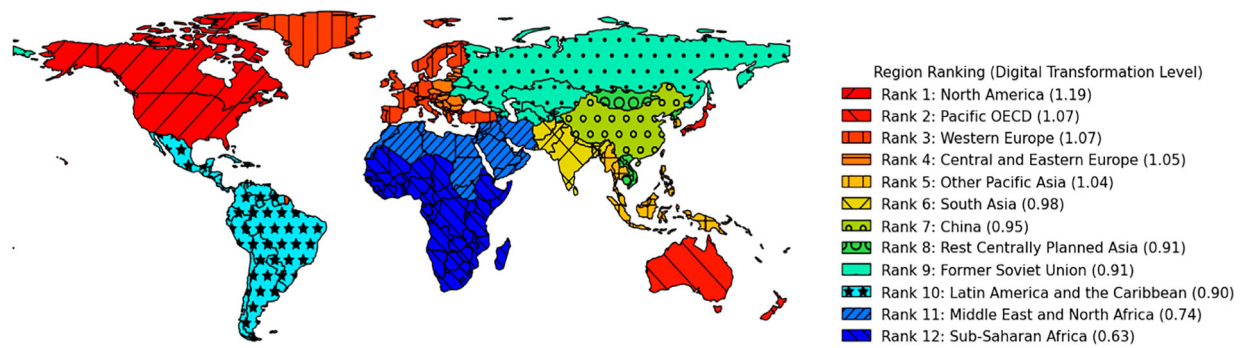 Region Ranking (Digital Transformation Level)
Rank 1: North America (1.19)
Rank 2: Pacific OECD (1.07)
Rank 3: Western Europe (1.07)
Rank 4: Central and Eastern Europe (1.05)
Rank 5: Other Pacific Asia (1.04)
Rank 6: South Asia (0.98)
Rank 7: China (0.95)
Rank 8: Rest Centrally Planned Asia (0.91)
Rank 9: Former Soviet Union (0.91)
Rank 10: Latin America and the Caribbean (0.90)
Rank 11: Middle East and North Africa (0.74)
Rank 12: Sub-Saharan Africa (0.63)